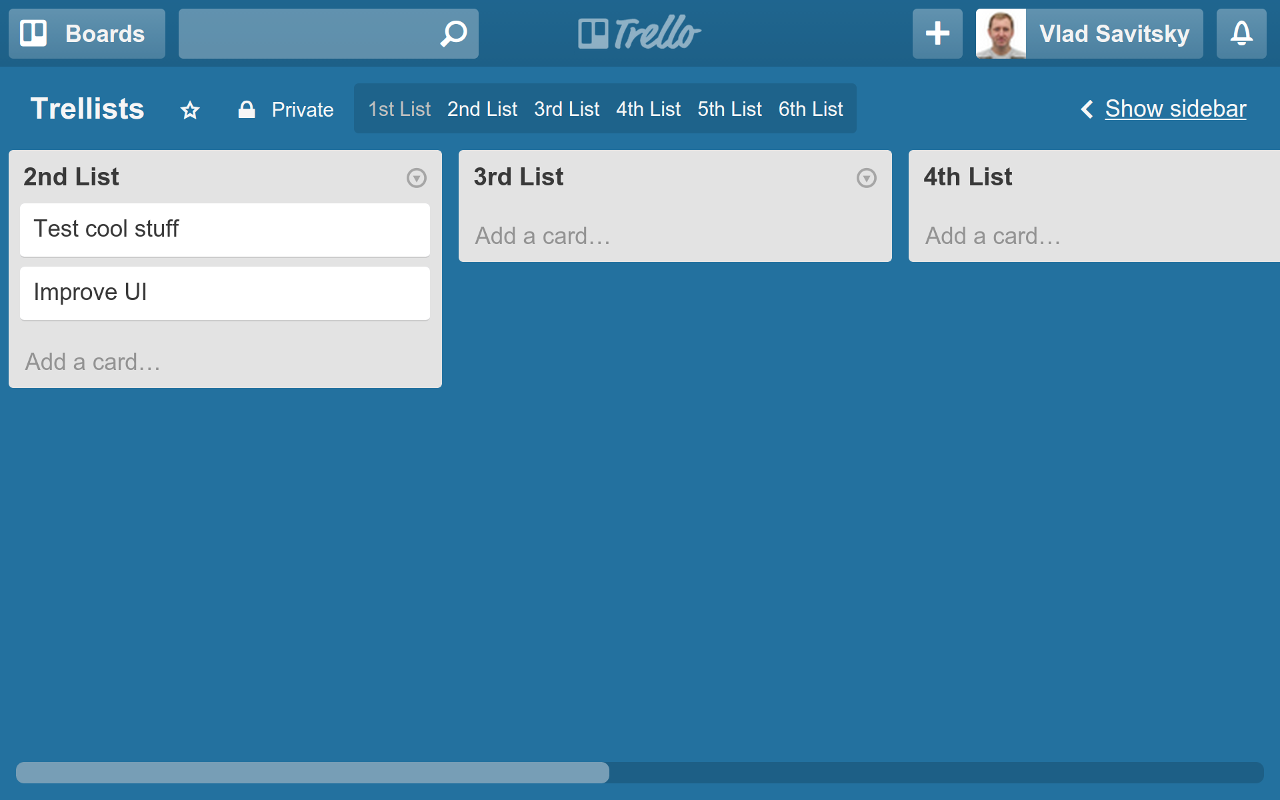 Boards
Trello
Vlad Savitsky
Trellists
Private
1st List 2nd List 3rd List 4th List 5th List 6th List
Show sidebar
2nd List
Test cool stuff
Improve UI
Add a card…
3rd List
Add a card…
4th List
Add a card…